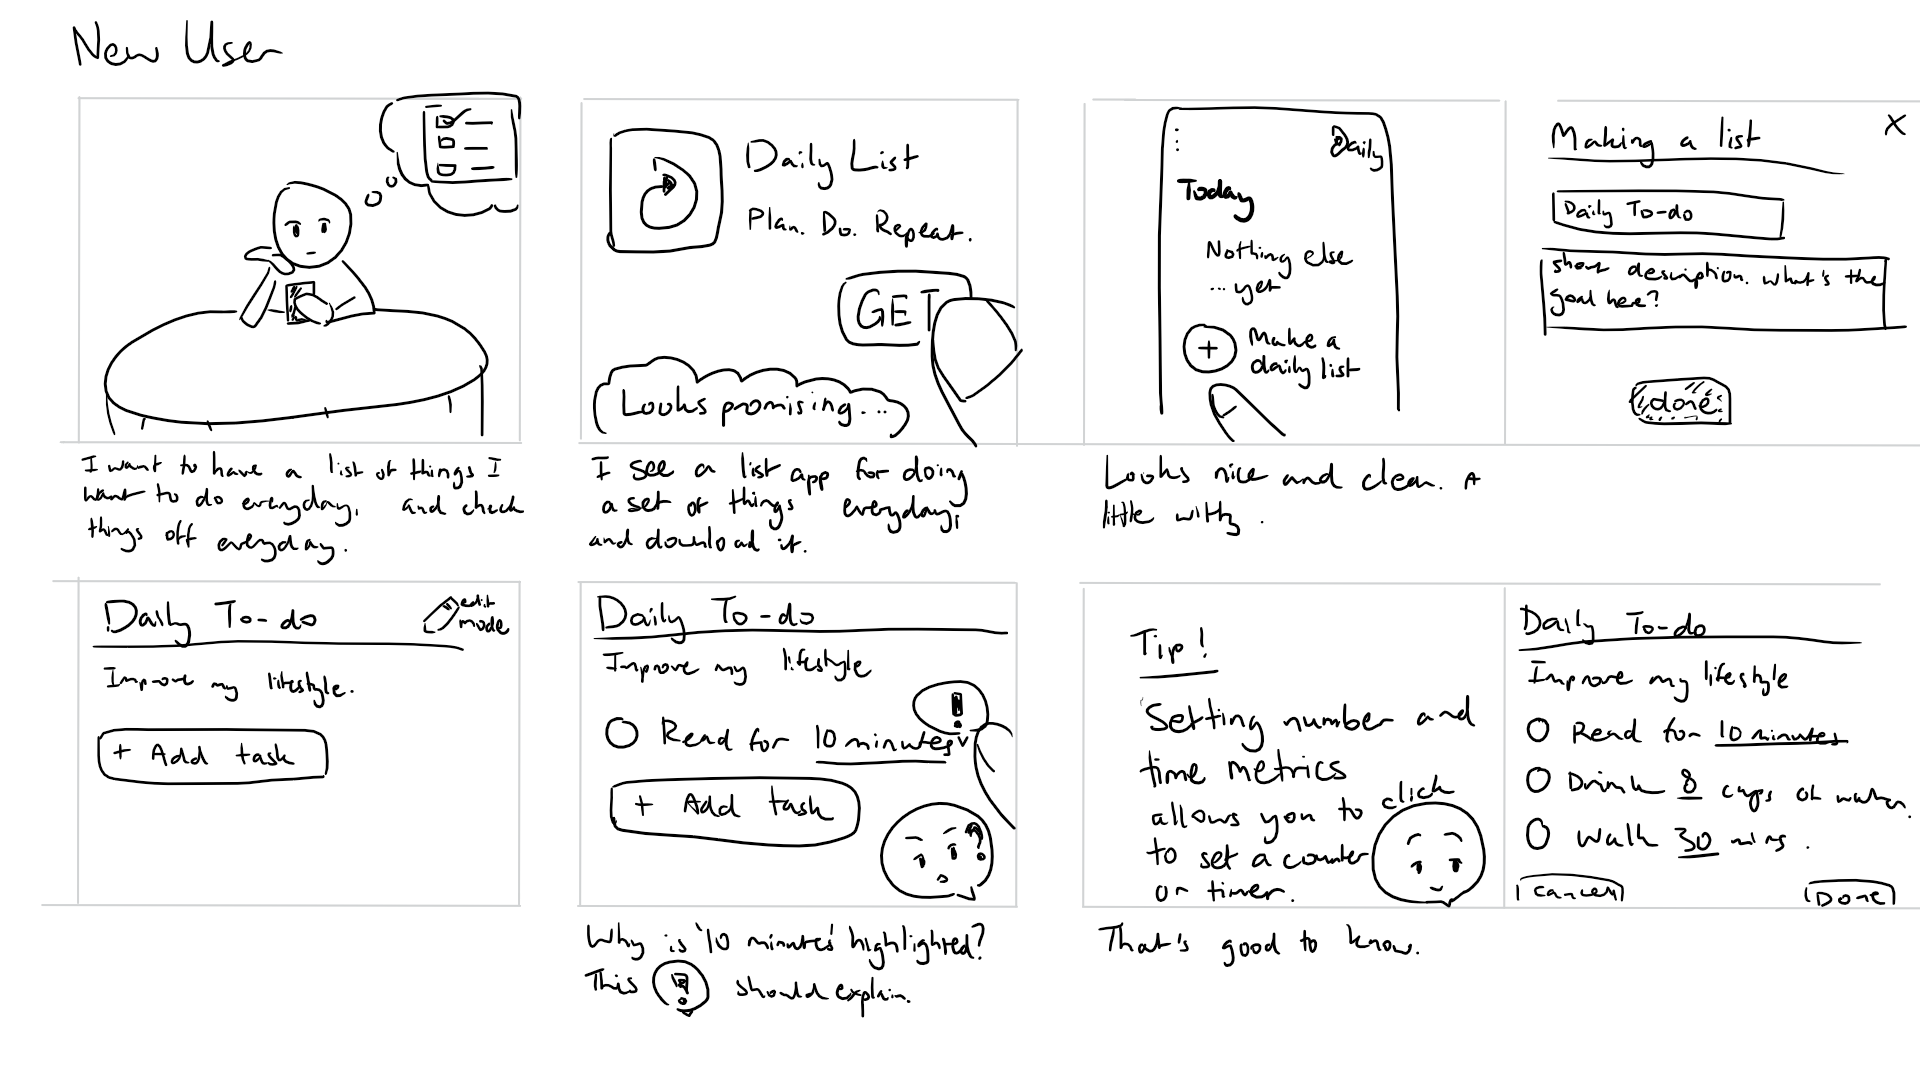 New User
Daily List
Plan. Do. Repeat.
GET
Looks promising...
Daily
Today
Nothing else
... yet
+ Make a
daily list
Making a list
X
Daily To-do
short description. what's the
goal here?
done
I want to have a list of things I
want to do everyday, and check
things off everyday.
I see a list app for doing
a set of things everyday,
and download it.
Looks nice and clean. A
little witty.
Daily To-do
edit
mode
Improve my lifestyle.
+ Add task
Daily To-do
Improve my lifestyle
!
Read for 10 minutes
+ Add task
?
Tip!
Setting number and
time metrics
allows you to click
to set a counter
or timer.
Daily To-do
Improve my lifestyle
Read for 10 minutes
Drink 8 cups of water.
Walk 30 mins.
Cancel
Done
Why is '10 minutes' highlighted?
This ! should explain.
That's good to know.